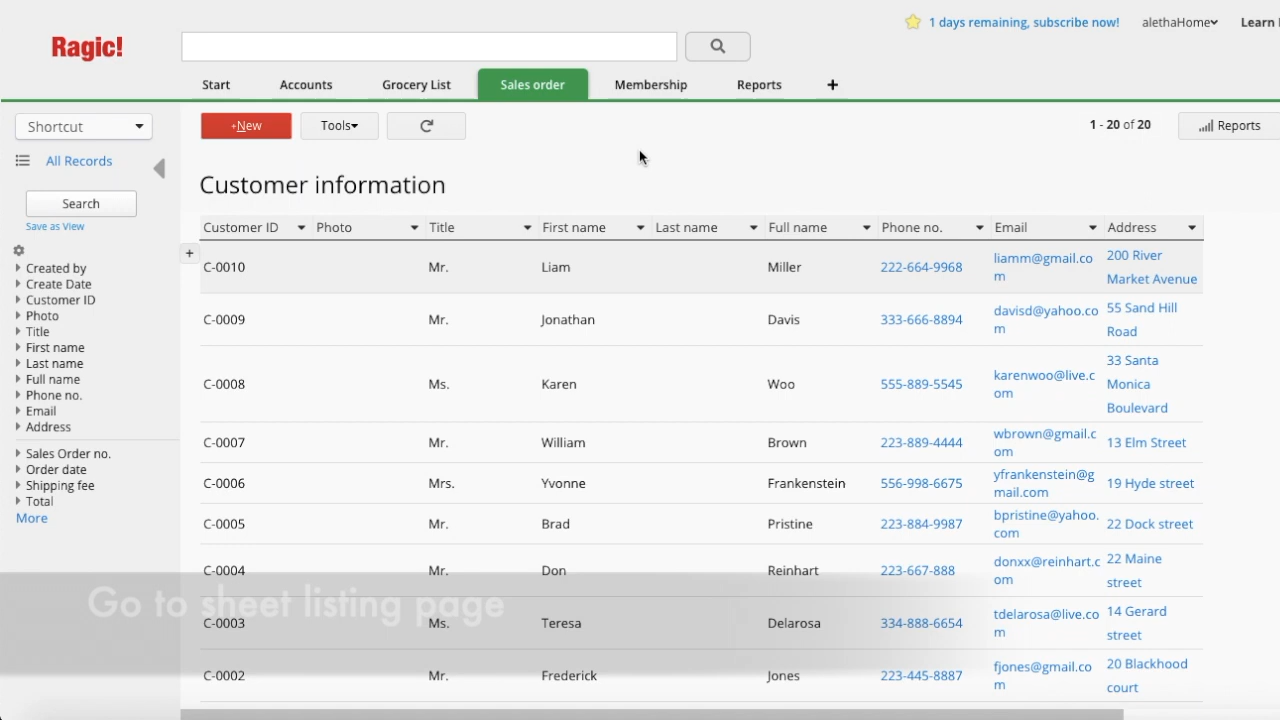 Ragic!
1 days remaining, subscribe now!
alethaHome
Learn
Start
Accounts
Grocery List
Sales order
Membership
Reports
+
Shortcut
+New
Tools
1 - 20 of 20
Reports
All Records
Search
Save as View
Created by
Create Date
Customer ID
Photo
Title
First name
Last name
Full name
Phone no.
Email
Address
Sales Order no.
Order date
Shipping fee
Total
More
Customer information
Customer ID Photo Title First name Last name Full name Phone no. Email Address
+
C-0010 Mr. Liam Miller 222-664-9968 liamm@gmail.co 200 River
m Market Avenue
C-0009 Mr. Jonathan Davis 333-666-8894 davisd@yahoo.co 55 Sand Hill
m Road
C-0008 Ms. Karen Woo 555-889-5545 karenwoo@live.c 33 Santa
om Monica
Boulevard
C-0007 Mr. William Brown 223-889-4444 wbrown@gmail.c 13 Elm Street
om
C-0006 Mrs. Yvonne Frankenstein 556-998-6675 yfrankenstein@g 19 Hyde street
mail.com
C-0005 Mr. Brad Pristine 223-884-9987 bpristine@yahoo. 22 Dock street
com
C-0004 Mr. Don Reinhart 223-667-888 donxx@reinhart.c 22 Maine
om street
Go to sheet listing page
C-0003 Ms. Teresa Delarosa 334-888-6654 tdelarosa@live.co 14 Gerard
m street
C-0002 Mr. Frederick Jones 223-445-8887 fjones@gmail.co 20 Blackhood
m court